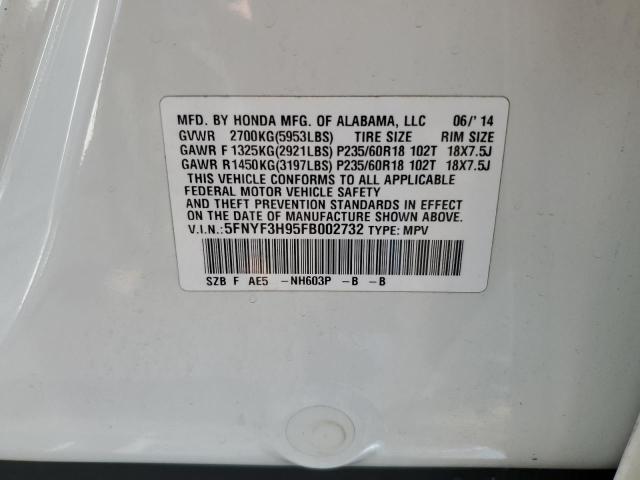 MFD. BY HONDA MFG. OF ALABAMA, LLC 06/'14
GVWR 2700KG(5953LBS) TIRE SIZE RIM SIZE
GAWR F 1325KG(2921LBS) P235/60R18 102T 18X7.5J
GAWR R1450KG(3197LBS) P235/60R18 102T 18X7.5J
THIS VEHICLE CONFORMS TO ALL APPLICABLE
FEDERAL MOTOR VEHICLE SAFETY
AND THEFT PREVENTION STANDARDS IN EFFECT
ON THE DATE OF MANUFACTURE SHOWN ABOVE.
V.I.N.:5FNYF3H95FB002732 TYPE: MPV
SZB F AE5 -NH603P -B -B